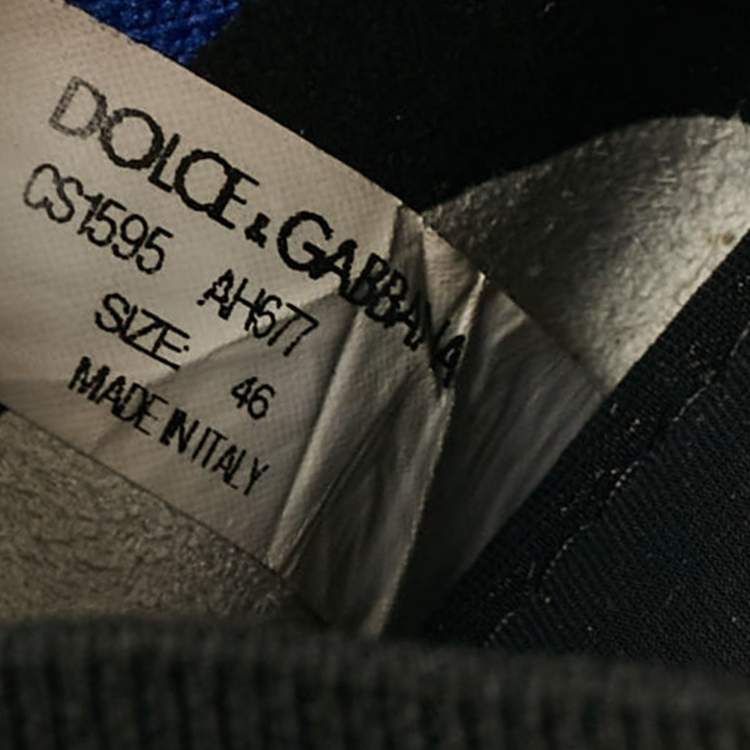 DOLCE & GABBANA
CS1595 AH677
SIZE: 46
MADE IN ITALY